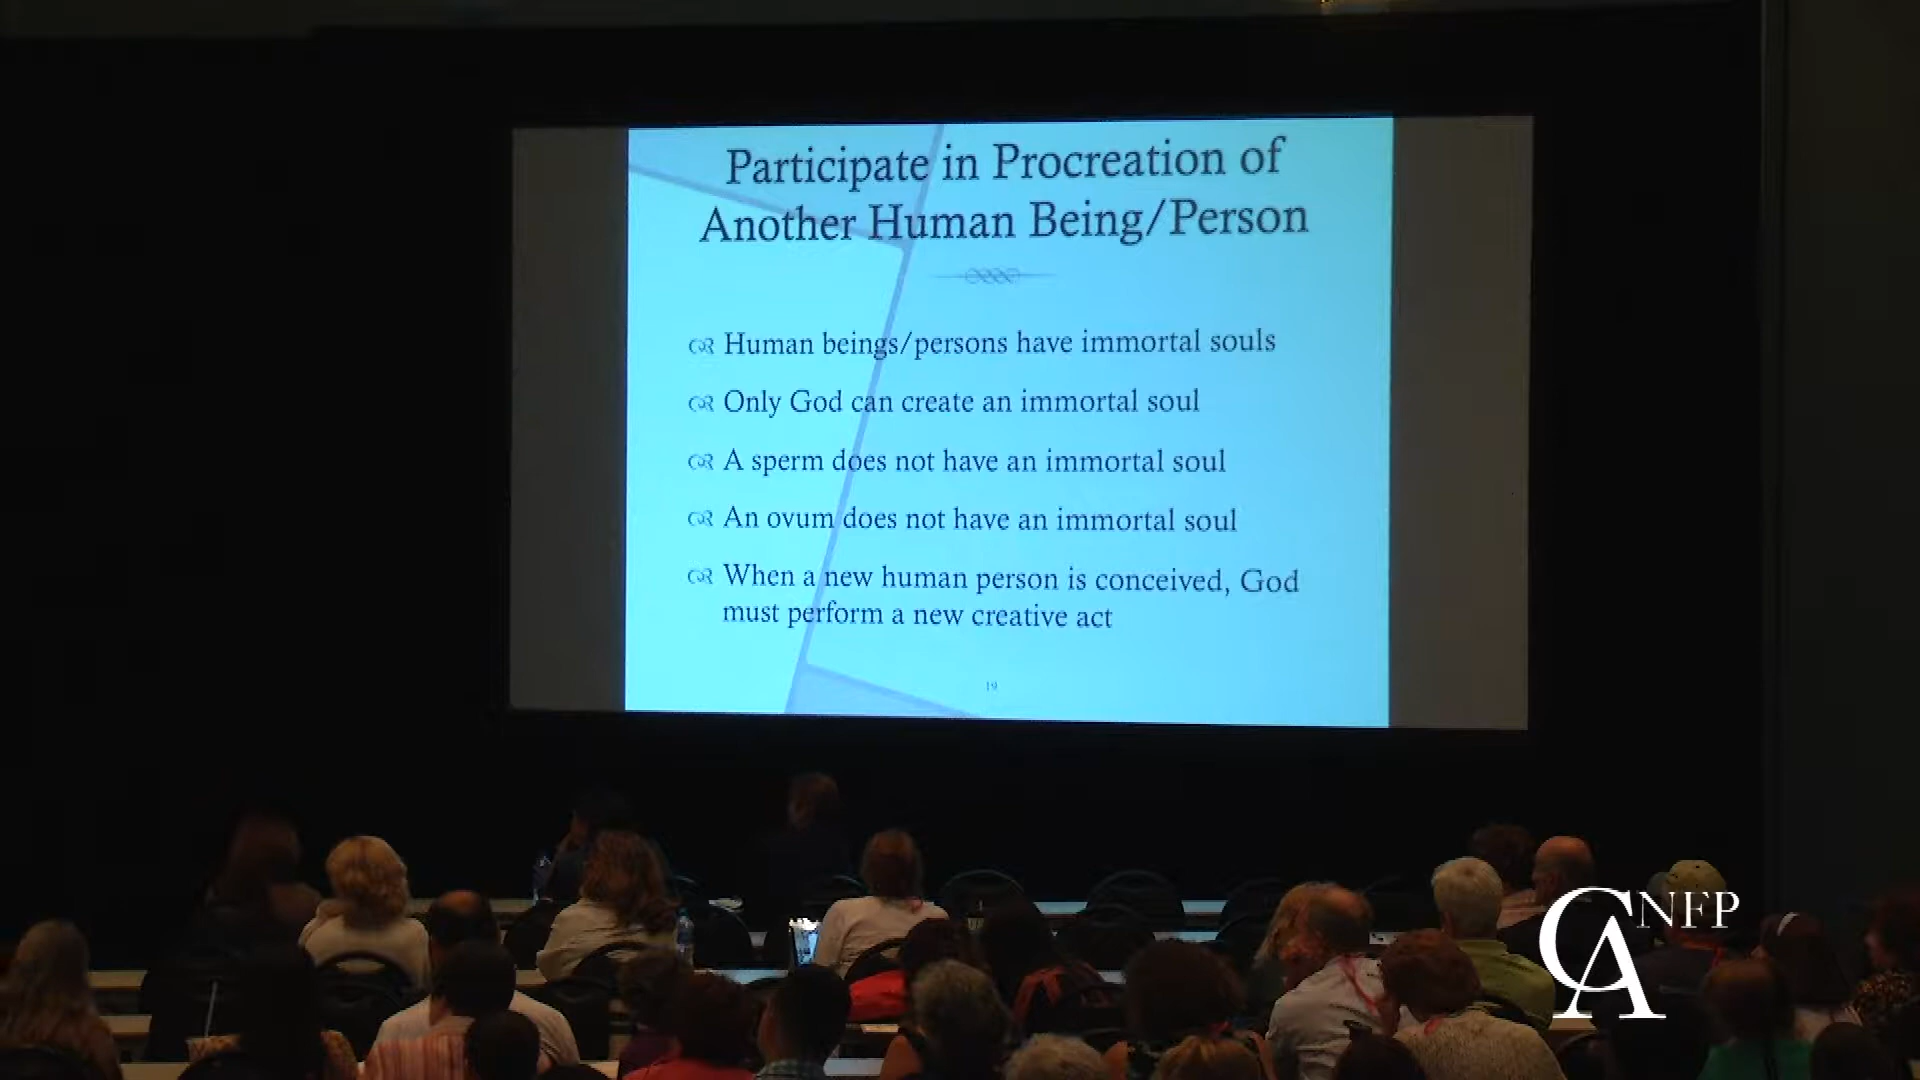 Participate in Procreation of
Another Human Being/Person
Human beings/persons have immortal souls
Only God can create an immortal soul
A sperm does not have an immortal soul
An ovum does not have an immortal soul
When a new human person is conceived, God
must perform a new creative act
19
CA NFP